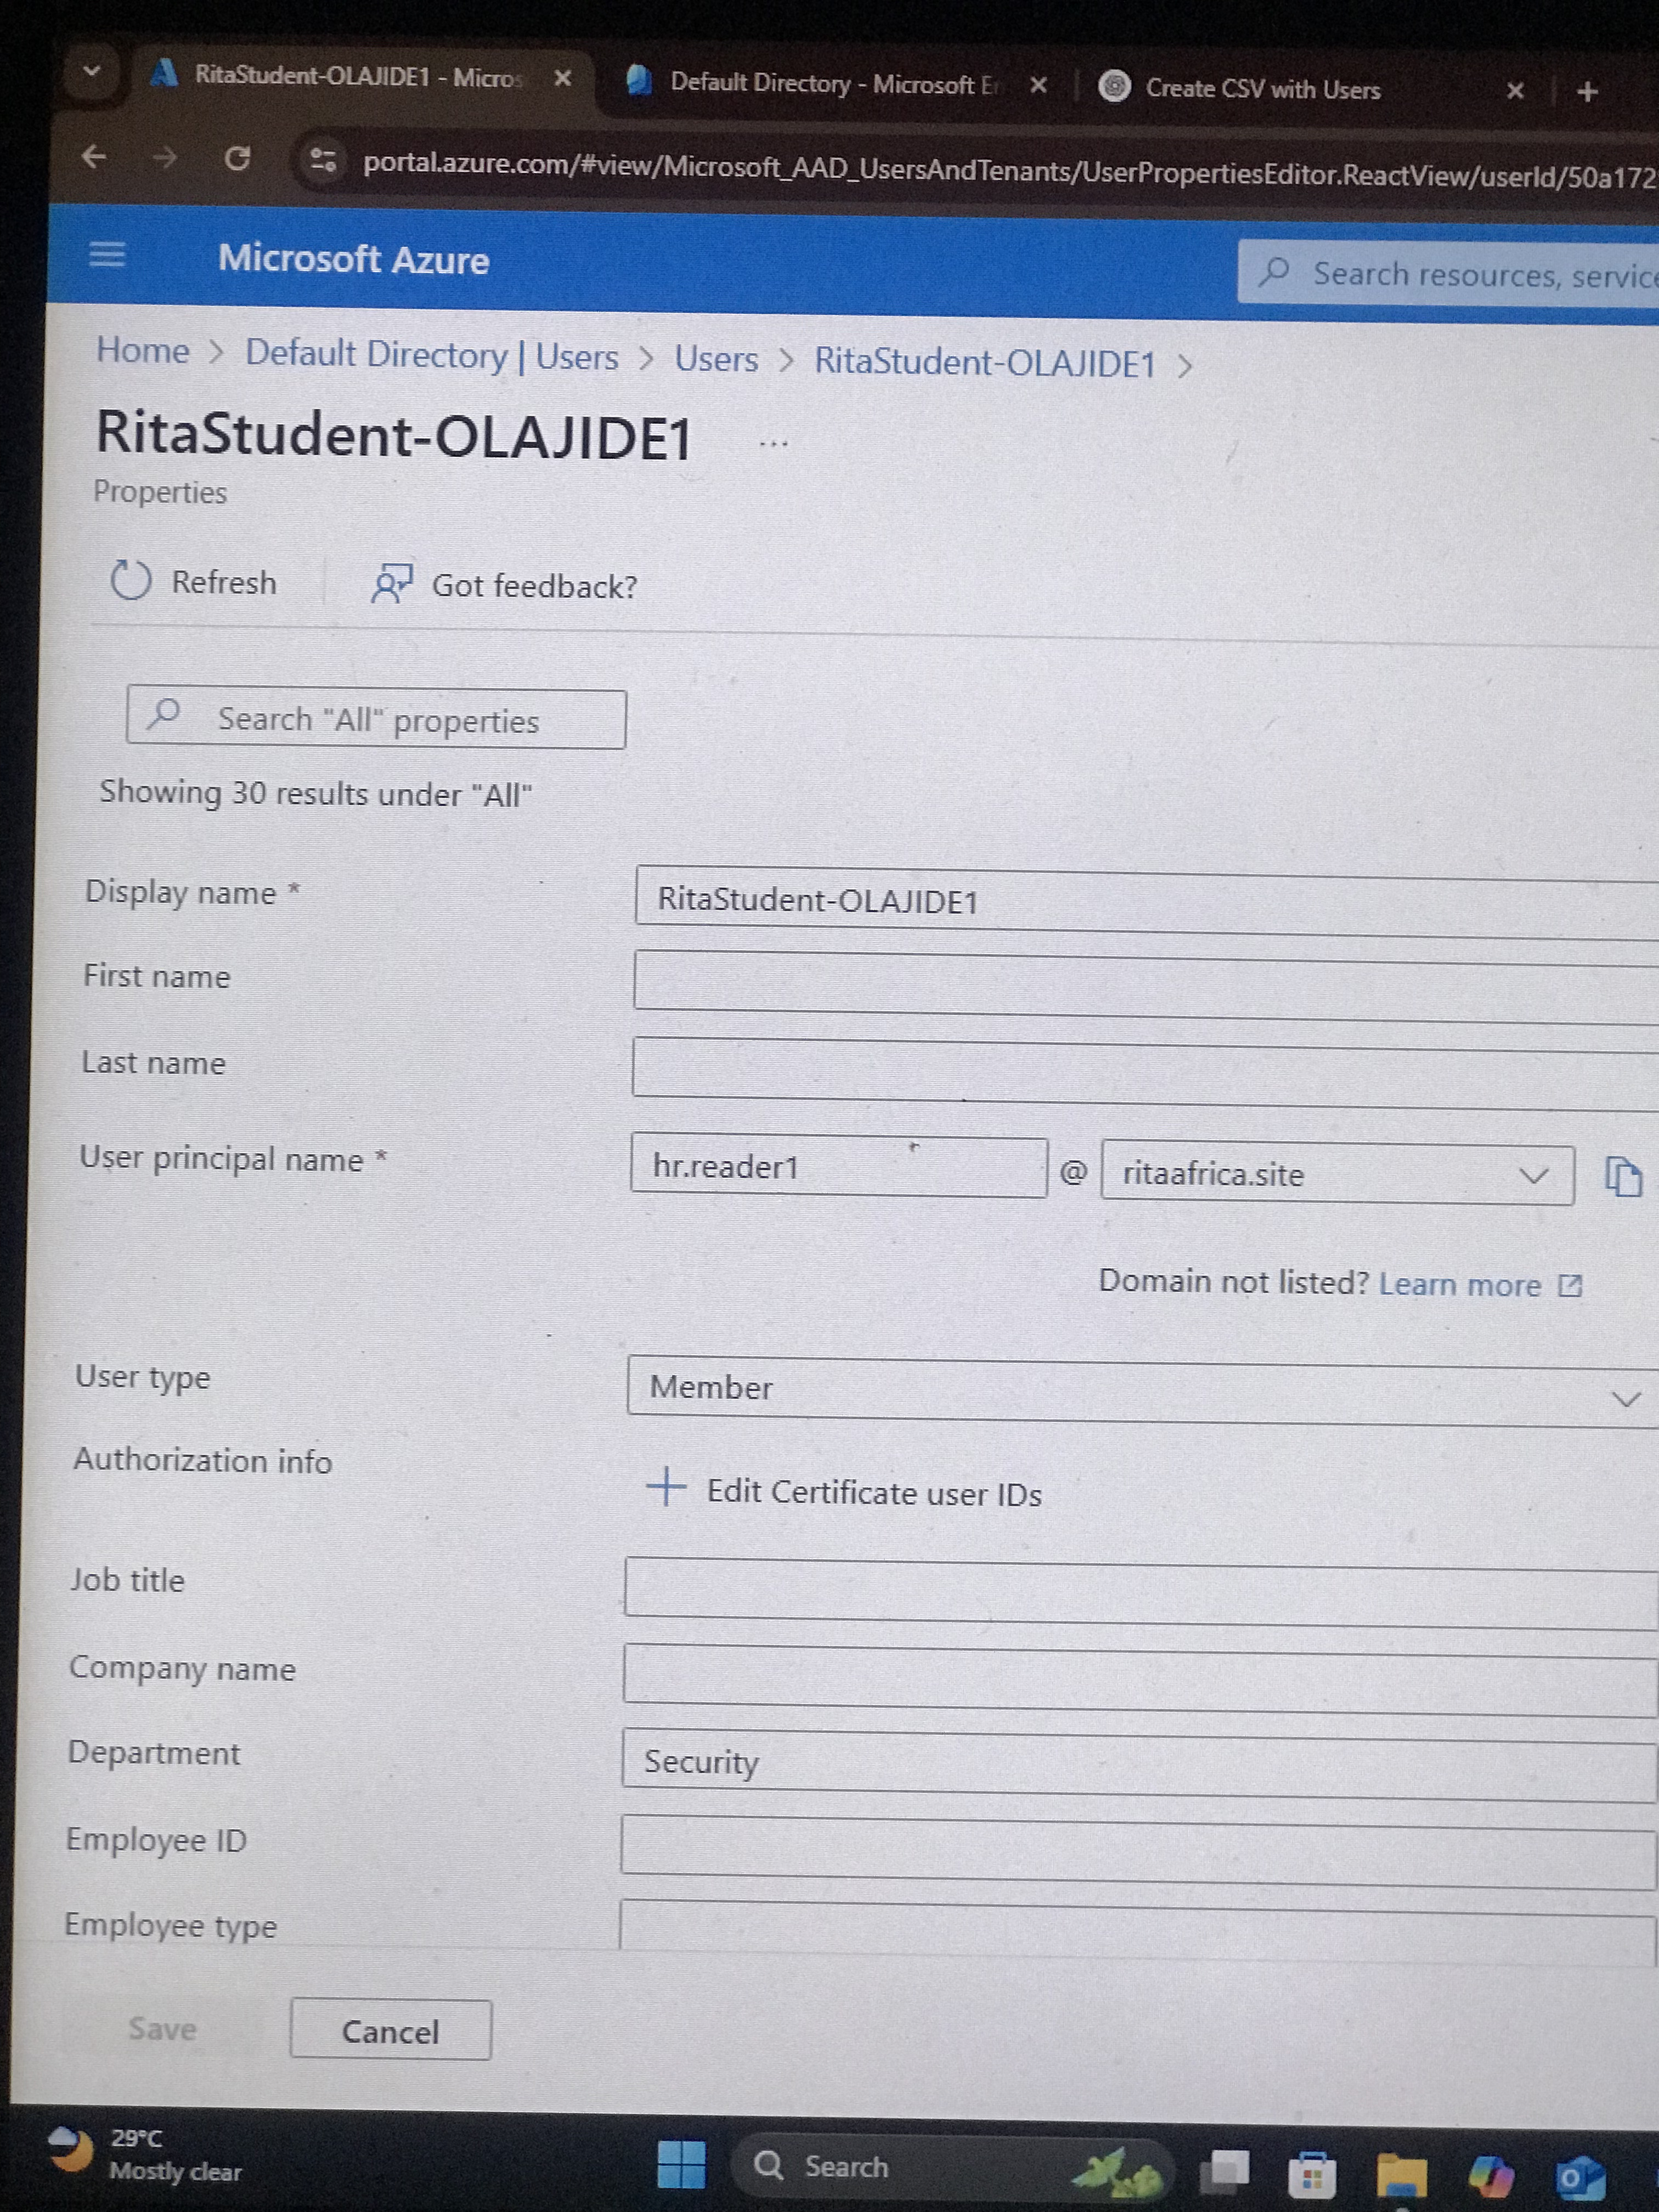 RitaStudent-OLAJIDE1 - Micros
Default Directory - Microsoft En
Create CSV with Users
portal.azure.com/#view/Microsoft_AAD_UsersAndTenants/UserPropertiesEditor.ReactView/userId/50a172
Microsoft Azure
Search resources, service
Home > Default Directory | Users > Users > RitaStudent-OLAJIDE1 >
RitaStudent-OLAJIDE1 ...
Properties
Refresh
Got feedback?
Search "All" properties
Showing 30 results under "All"
Display name *
RitaStudent-OLAJIDE1
First name
Last name
User principal name *
hr.reader1 @ ritaafrica.site
Domain not listed? Learn more
User type
Member
Authorization info
+ Edit Certificate user IDs
Job title
Company name
Department
Security
Employee ID
Employee type
Save
Cancel
29°C
Mostly clear
Search